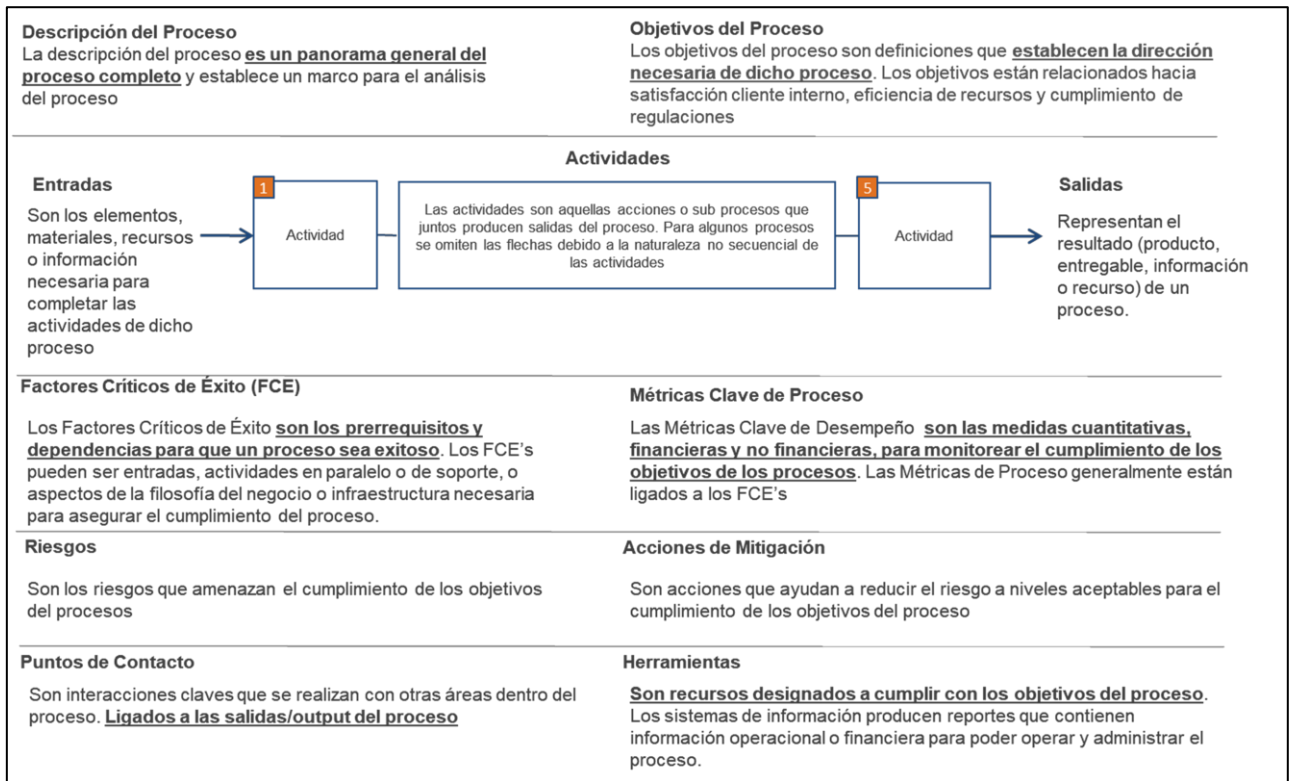 Descripción del Proceso
La descripción del proceso es un panorama general del
proceso completo y establece un marco para el análisis
del proceso
Objetivos del Proceso
Los objetivos del proceso son definiciones que establecen la dirección
necesaria de dicho proceso. Los objetivos están relacionados hacia
satisfacción cliente interno, eficiencia de recursos y cumplimiento de
regulaciones
Actividades
Entradas
Son los elementos,
materiales, recursos
o información
necesaria para
completar las
actividades de dicho
proceso
1
Actividad
Las actividades son aquellas acciones o sub procesos que
juntos producen salidas del proceso. Para algunos procesos
se omiten las flechas debido a la naturaleza no secuencial de
las actividades
5
Actividad
Salidas
Representan el
resultado (producto,
entregable, información
o recurso) de un
proceso.
Factores Críticos de Éxito (FCE)
Los Factores Críticos de Éxito son los prerrequisitos y
dependencias para que un proceso sea exitoso. Los FCE's
pueden ser entradas, actividades en paralelo o de soporte, o
aspectos de la filosofía del negocio o infraestructura necesaria
para asegurar el cumplimiento del proceso.
Métricas Clave de Proceso
Las Métricas Clave de Desempeño son las medidas cuantitativas,
financieras y no financieras, para monitorear el cumplimiento de los
objetivos de los procesos. Las Métricas de Proceso generalmente están
ligados a los FCE's
Riesgos
Son los riesgos que amenazan el cumplimiento de los objetivos
del procesos
Acciones de Mitigación
Son acciones que ayudan a reducir el riesgo a niveles aceptables para el
cumplimiento de los objetivos del proceso
Puntos de Contacto
Son interacciones claves que se realizan con otras áreas dentro del
proceso. Ligados a las salidas/output del proceso
Herramientas
Son recursos designados a cumplir con los objetivos del proceso.
Los sistemas de información producen reportes que contienen
información operacional o financiera para poder operar y administrar el
proceso.